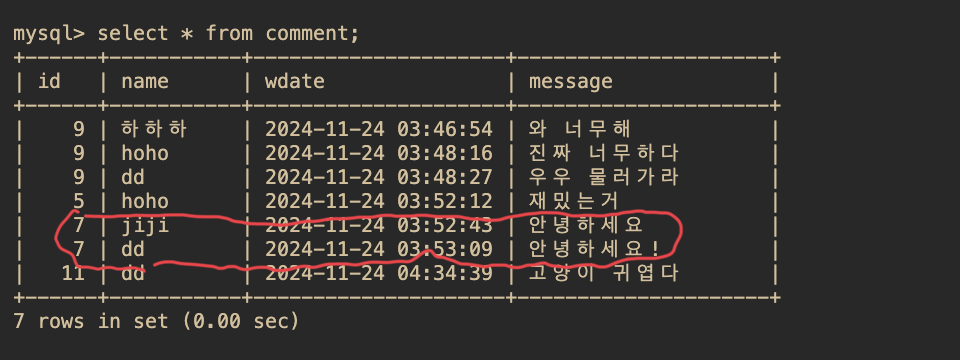 mysql> select * from comment;
+------+----------+---------------------+---------------------+
| id   | name     | wdate               | message             |
+------+----------+---------------------+---------------------+
|    9 | 하하하 | 2024-11-24 03:46:54 | 와 너무해 |
|    9 | hoho     | 2024-11-24 03:48:16 | 진짜 너무하다 |
|    9 | dd       | 2024-11-24 03:48:27 | 우우 물러가라 |
|    5 | hoho     | 2024-11-24 03:52:12 | 재밌는거 |
|    7 | jiji     | 2024-11-24 03:52:43 | 안녕하세요 |
|    7 | dd       | 2024-11-24 03:53:09 | 안녕하세요! |
|   11 | dd       | 2024-11-24 04:34:39 | 고양이 귀엽다 |
+------+----------+---------------------+---------------------+
7 rows in set (0.00 sec)